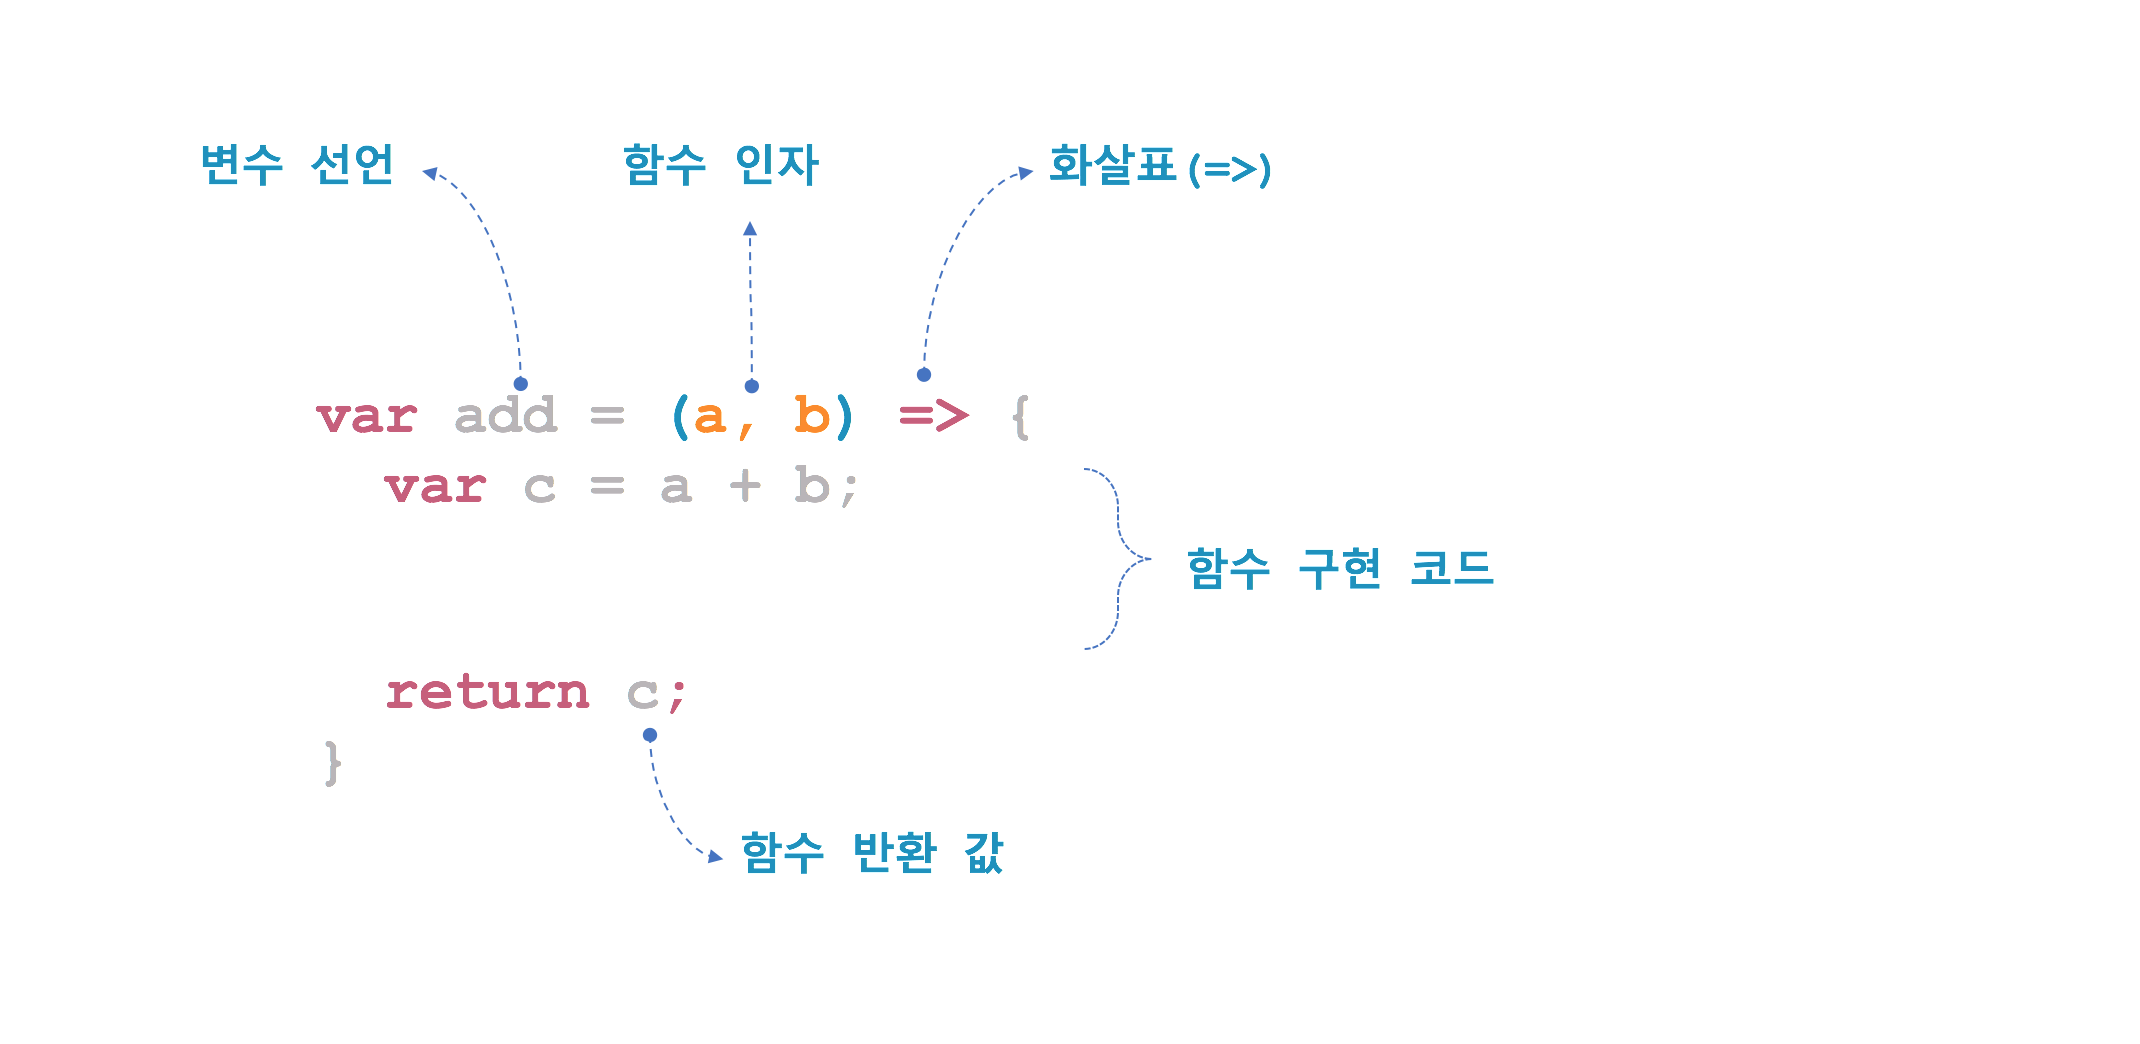 변수 선언 함수 인자 화살표(=>)
var add = (a, b) => {
var c = a + b;
함수 구현 코드
return c;
}
함수 반환 값